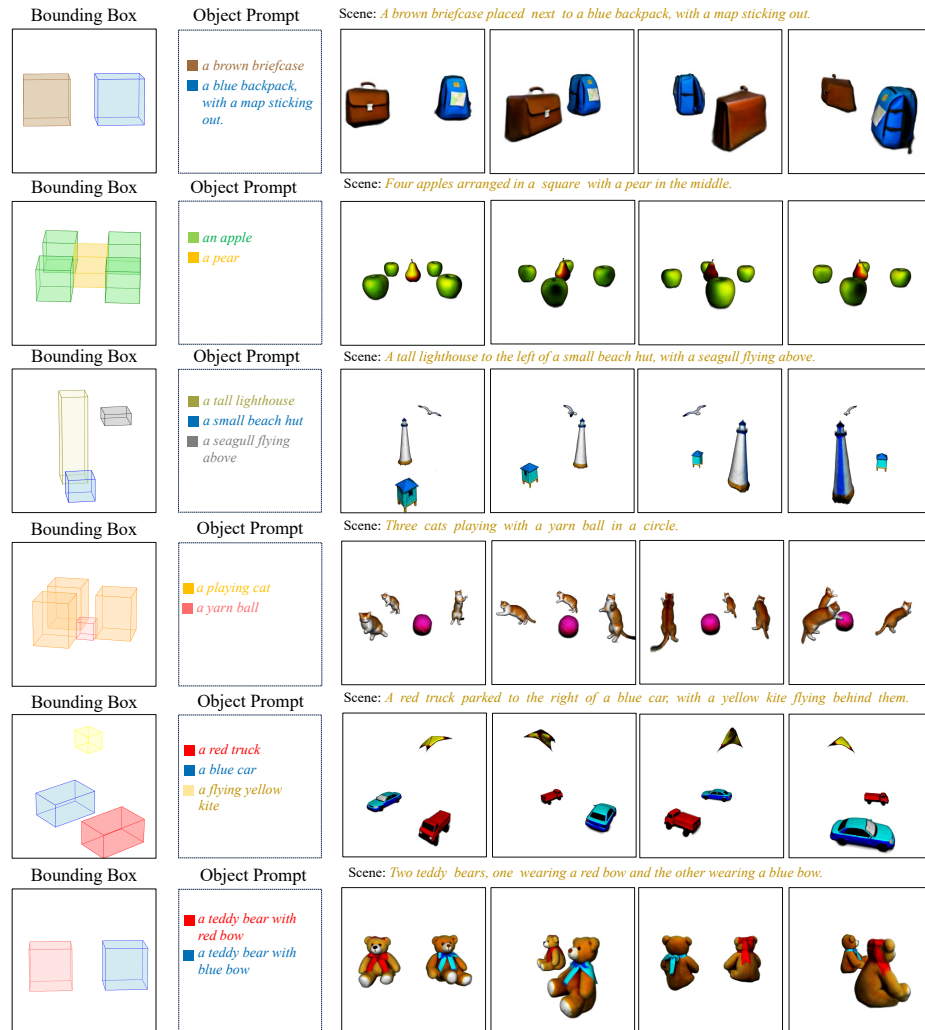 Bounding Box
Object Prompt
Scene: A brown briefcase placed next to a blue backpack, with a map sticking out.
a brown briefcase
a blue backpack,
with a map sticking
out.
Bounding Box
Object Prompt
Scene: Four apples arranged in a square with a pear in the middle.
an apple
a pear
Bounding Box
Object Prompt
Scene: A tall lighthouse to the left of a small beach hut, with a seagull flying above.
a tall lighthouse
a small beach hut
a seagull flying
above
Bounding Box
Object Prompt
Scene: Three cats playing with a yarn ball in a circle.
a playing cat
a yarn ball
Bounding Box
Object Prompt
Scene: A red truck parked to the right of a blue car, with a yellow kite flying behind them.
a red truck
a blue car
a flying yellow
kite
Bounding Box
Object Prompt
Scene: Two teddy bears, one wearing a red bow and the other wearing a blue bow.
a teddy bear with
red bow
a teddy bear with
blue bow